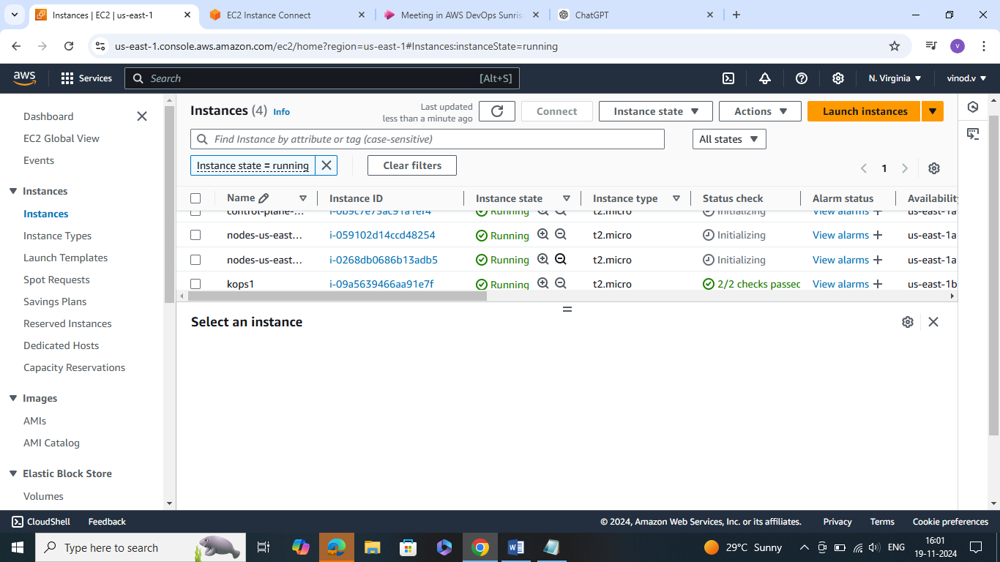 Instances | EC2 | us-east-1
EC2 Instance Connect
Meeting in AWS DevOps Sunris
ChatGPT
us-east-1.console.aws.amazon.com/ec2/home?region=us-east-1#Instances:instanceState=running
V
aws
Services
Search
[Alt+S]
N. Virginia
vinod.v
Dashboard
EC2 Global View
Events
Instances
Instances
Instance Types
Launch Templates
Spot Requests
Savings Plans
Reserved Instances
Dedicated Hosts
Capacity Reservations
Images
AMIs
AMI Catalog
Elastic Block Store
Volumes
Instances (4) Info
Last updated
less than a minute ago
Connect
Instance state
Actions
Launch instances
Find Instance by attribute or tag (case-sensitive)
All states
Instance state = running
Clear filters
1
Name Instance ID Instance state Instance type Status check Alarm status Availability
control-plane-... i-0b9c7e75ac91a1ef4 Running t2.micro Initializing View alarms us-east-1a
nodes-us-east... i-059102d14ccd48254 Running t2.micro Initializing View alarms us-east-1a
nodes-us-east... i-0268db0686b13adb5 Running t2.micro Initializing View alarms us-east-1a
kops1 i-09a5639466aa91e7f Running t2.micro 2/2 checks passec View alarms us-east-1b
Select an instance
CloudShell Feedback © 2024, Amazon Web Services, Inc. or its affiliates. Privacy Terms Cookie preferences
Type here to search
29°C Sunny
ENG
16:01
19-11-2024